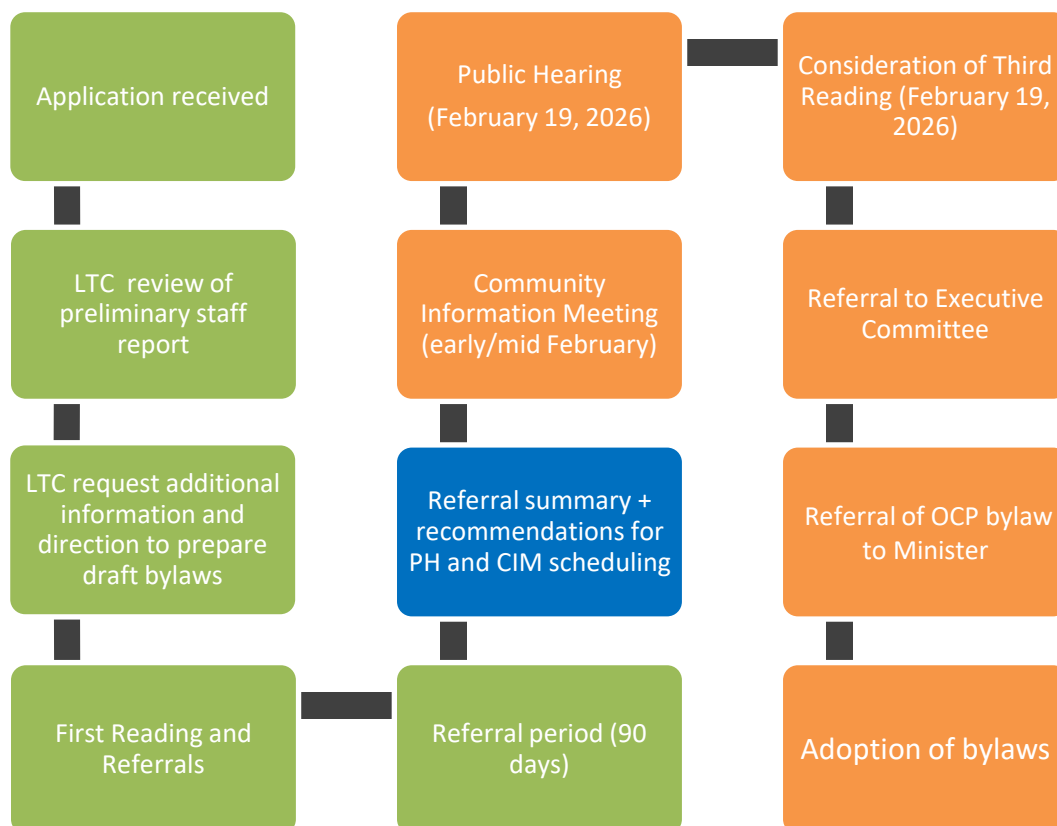 Application received
LTC review of
preliminary staff
report
LTC request additional
information and
direction to prepare
draft bylaws
First Reading and
Referrals
Referral period (90
days)
Referral summary +
recommendations for
PH and CIM scheduling
Community
Information Meeting
(early/mid February)
Public Hearing
(February 19, 2026)
Consideration of Third
Reading (February 19,
2026)
Referral to Executive
Committee
Referral of OCP bylaw
to Minister
Adoption of bylaws